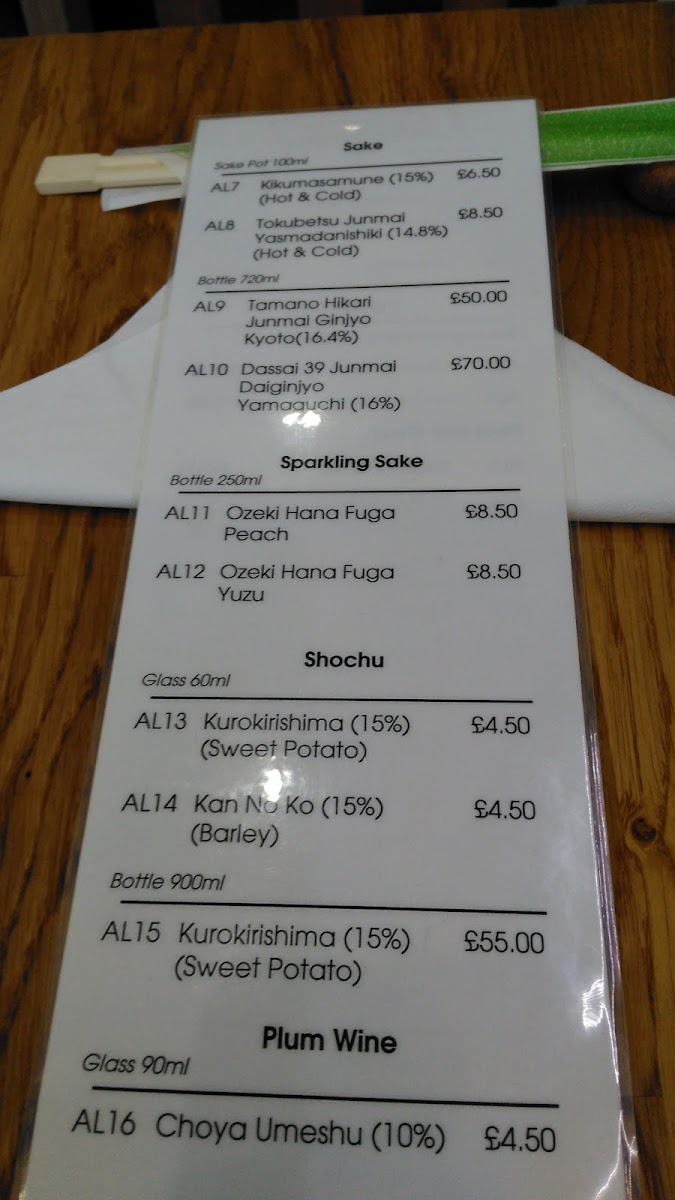 Sake
Sake Pot 100ml
AL7 Kikumasamune (15%) £6.50
(Hot & Cold)
AL8 Tokubetsu Junmai £8.50
Yasmadanishiki (14.8%)
(Hot & Cold)
Bottle 720ml
AL9 Tamano Hikari £50.00
Junmai Ginjyo
Kyoto(16.4%)
AL10 Dassai 39 Junmai £70.00
Daiginjyo
Yamaguchi (16%)
Sparkling Sake
Bottle 250ml
AL11 Ozeki Hana Fuga £8.50
Peach
AL12 Ozeki Hana Fuga £8.50
Yuzu
Shochu
Glass 60ml
AL13 Kurokirishima (15%) £4.50
(Sweet Potato)
AL14 Kan No Ko (15%) £4.50
(Barley)
Bottle 900ml
AL15 Kurokirishima (15%) £55.00
(Sweet Potato)
Plum Wine
Glass 90ml
AL16 Choya Umeshu (10%) £4.50